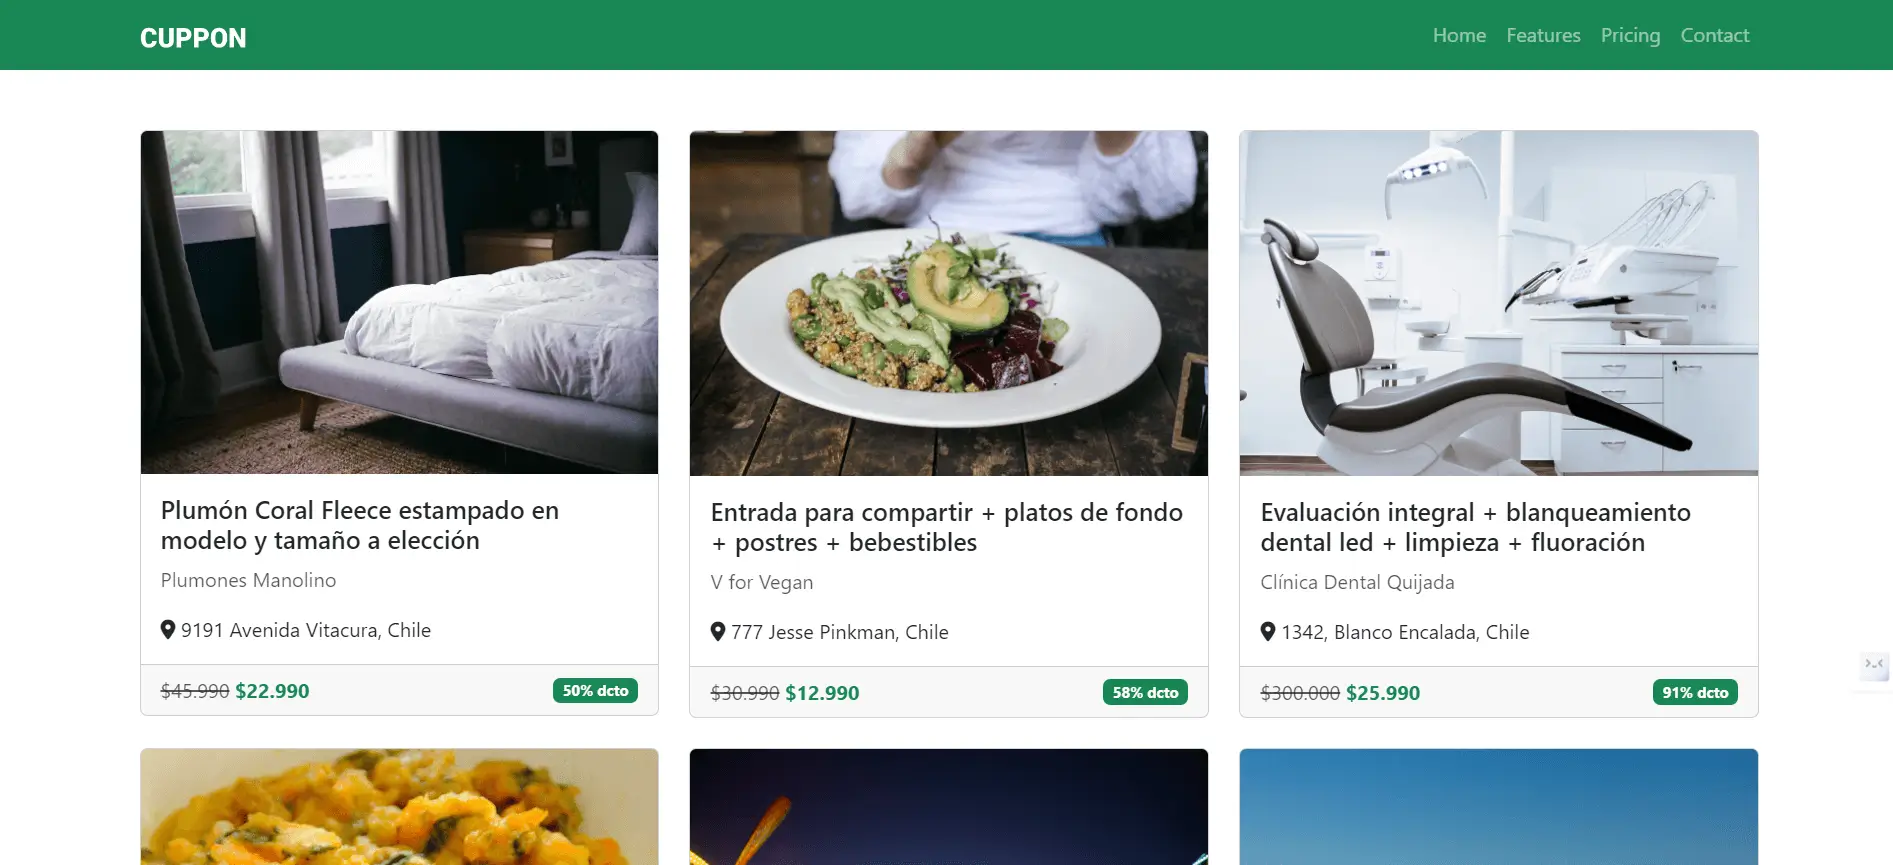 CUPPON
Home Features Pricing Contact
Plumón Coral Fleece estampado en
modelo y tamaño a elección
Plumones Manolino
9191 Avenida Vitacura, Chile
$45.990 $22.990 50% dcto
Entrada para compartir + platos de fondo
+ postres + bebestibles
V for Vegan
777 Jesse Pinkman, Chile
$30.990 $12.990 58% dcto
Evaluación integral + blanqueamiento
dental led + limpieza + fluoración
Clínica Dental Quijada
1342, Blanco Encalada, Chile
$300.000 $25.990 91% dcto